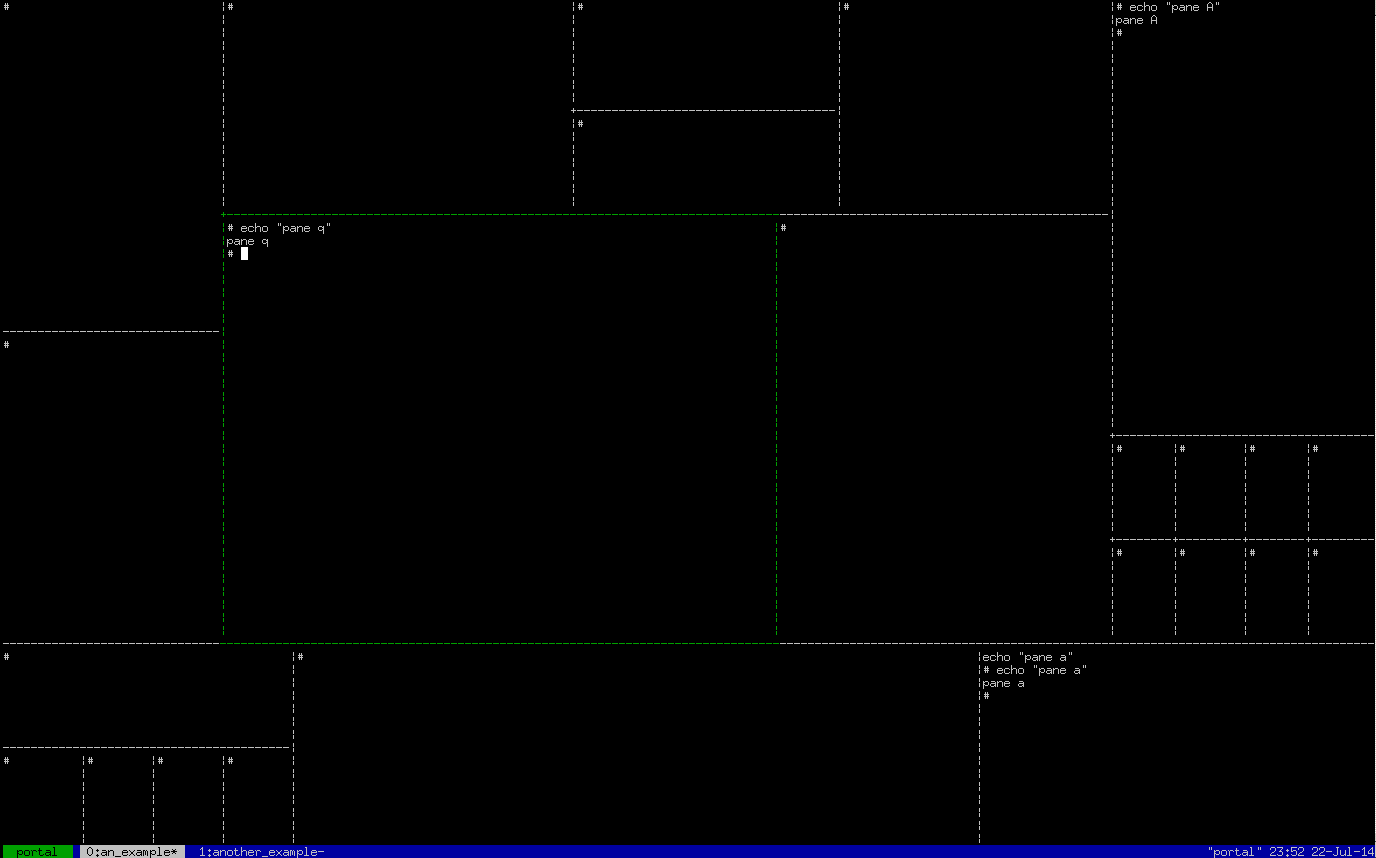 #
#
#
#
# echo "pane A"
pane A
#
#
# echo "pane q"
pane q
#
#
#
#
#
#
#
#
#
#
#
#
echo "pane a"
# echo "pane a"
pane a
#
#
#
#
#
portal 0:an_example* 1:another_example- "portal" 23:52 22-Jul-14